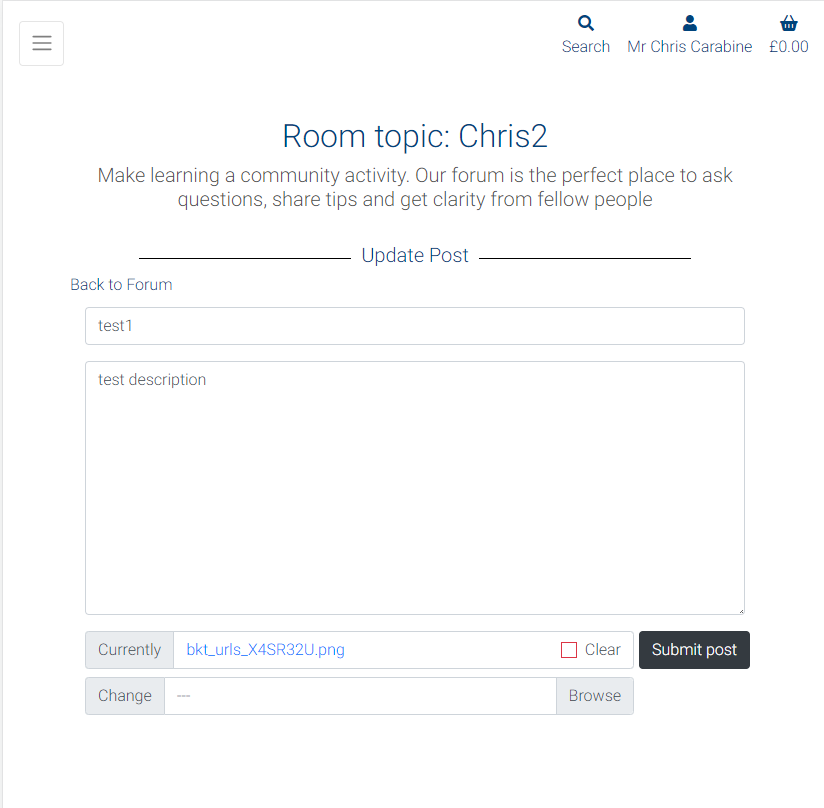 Search
Mr Chris Carabine
£0.00
Room topic: Chris2
Make learning a community activity. Our forum is the perfect place to ask
questions, share tips and get clarity from fellow people
Update Post
Back to Forum
test1
test description
Currently
bkt_urls_X4SR32U.png
Clear
Submit post
Change
---
Browse